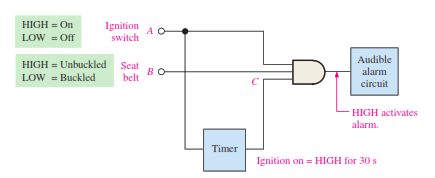 HIGH = On
LOW = Off
Ignition
switch
A
HIGH = Unbuckled
LOW = Buckled
Seat
belt
B
C
Audible
alarm
circuit
HIGH activates
alarm.
Timer
Ignition on = HIGH for 30 s